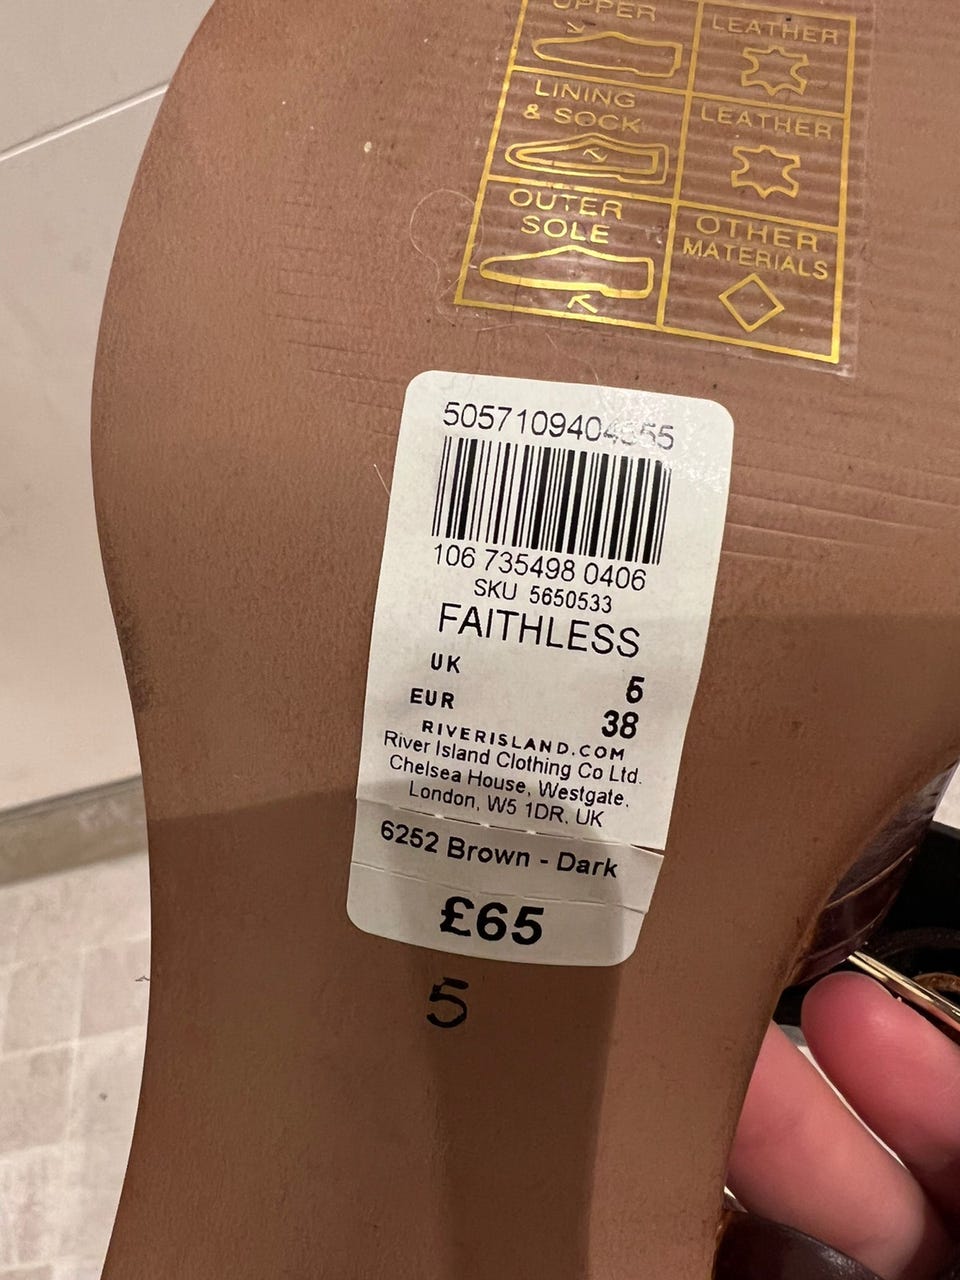 UPPER
LEATHER
LINING
& SOCK
LEATHER
OUTER
SOLE
OTHER
MATERIALS
5057109404555
106 735498 0406
SKU 5650533
FAITHLESS
UK 5
EUR 38
RIVERISLAND.COM
River Island Clothing Co Ltd.
Chelsea House, Westgate,
London, W5 1DR, UK
6252 Brown - Dark
£65
5